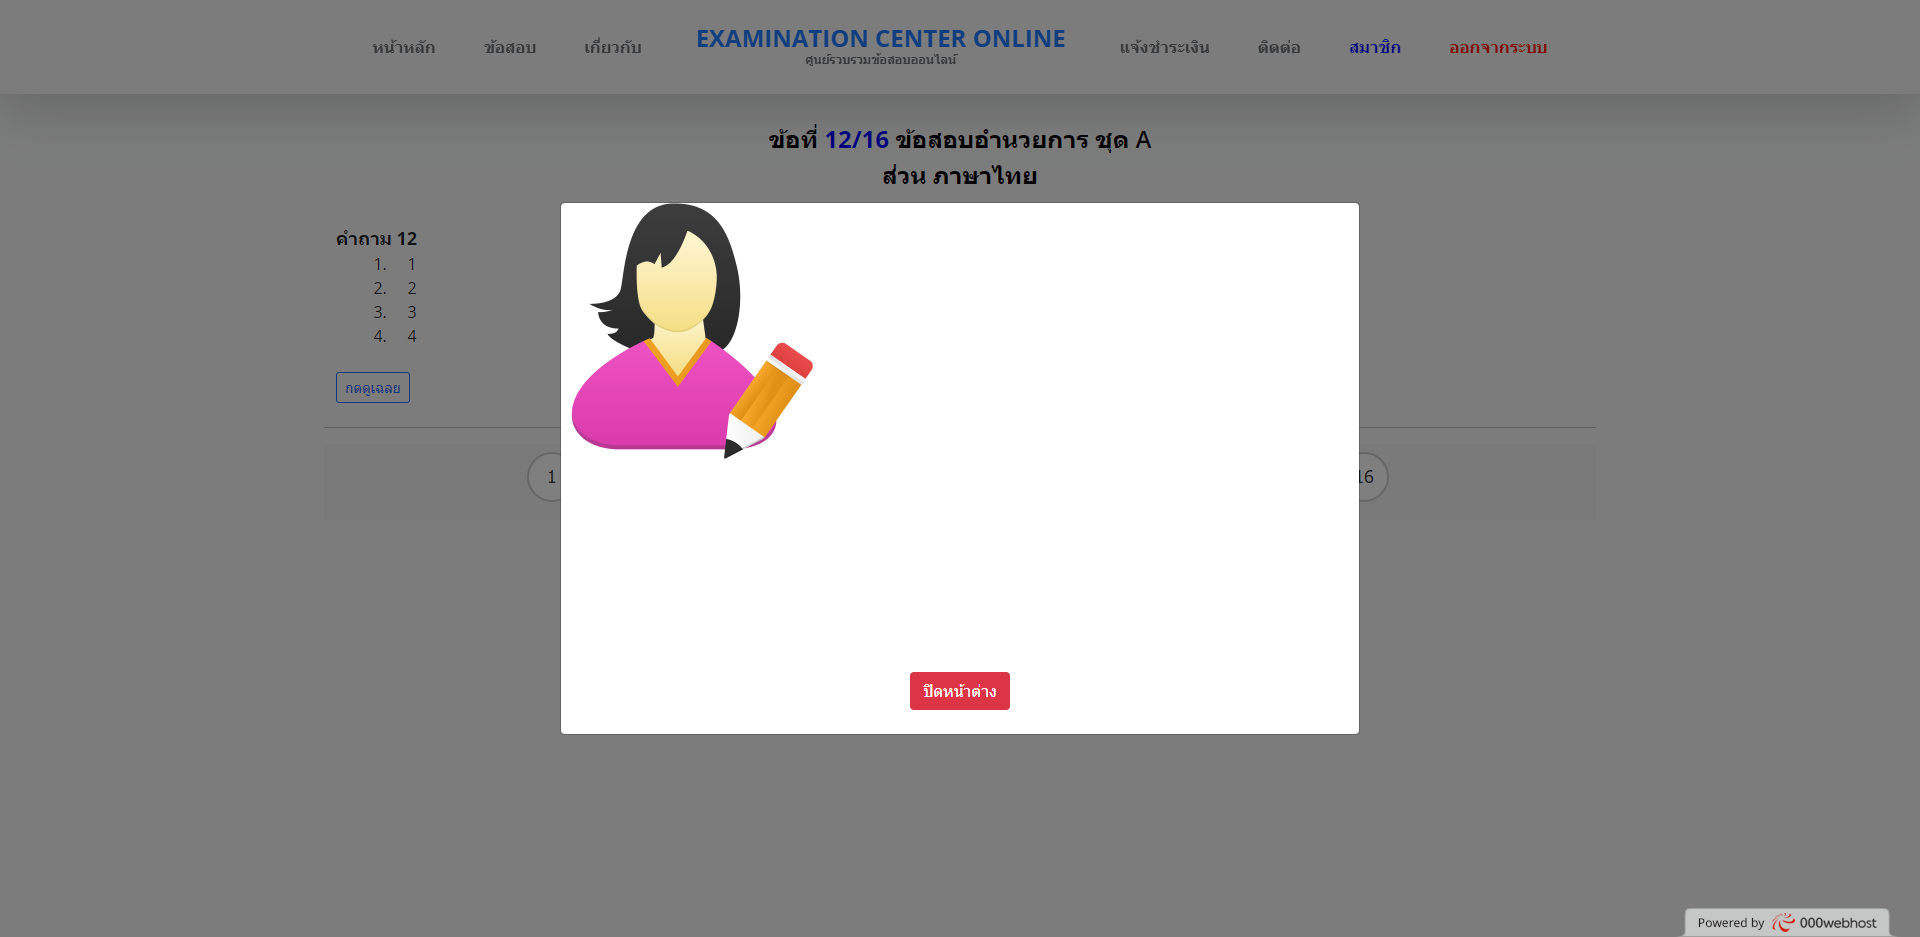 หน้าหลัก ข้อสอบ เกี่ยวกับ EXAMINATION CENTER ONLINE แจ้งชำระเงิน ติดต่อ สมาชิก ออกจากระบบ
ศูนย์รวบรวมข้อสอบออนไลน์
ข้อที่ 12/16 ข้อสอบอำนวยการ ชุด A
ส่วน ภาษาไทย
คำถาม 12
1. 1
2. 2
3. 3
4. 4
กดดูเฉลย
1 16
ปิดหน้าต่าง
Powered by 000webhost